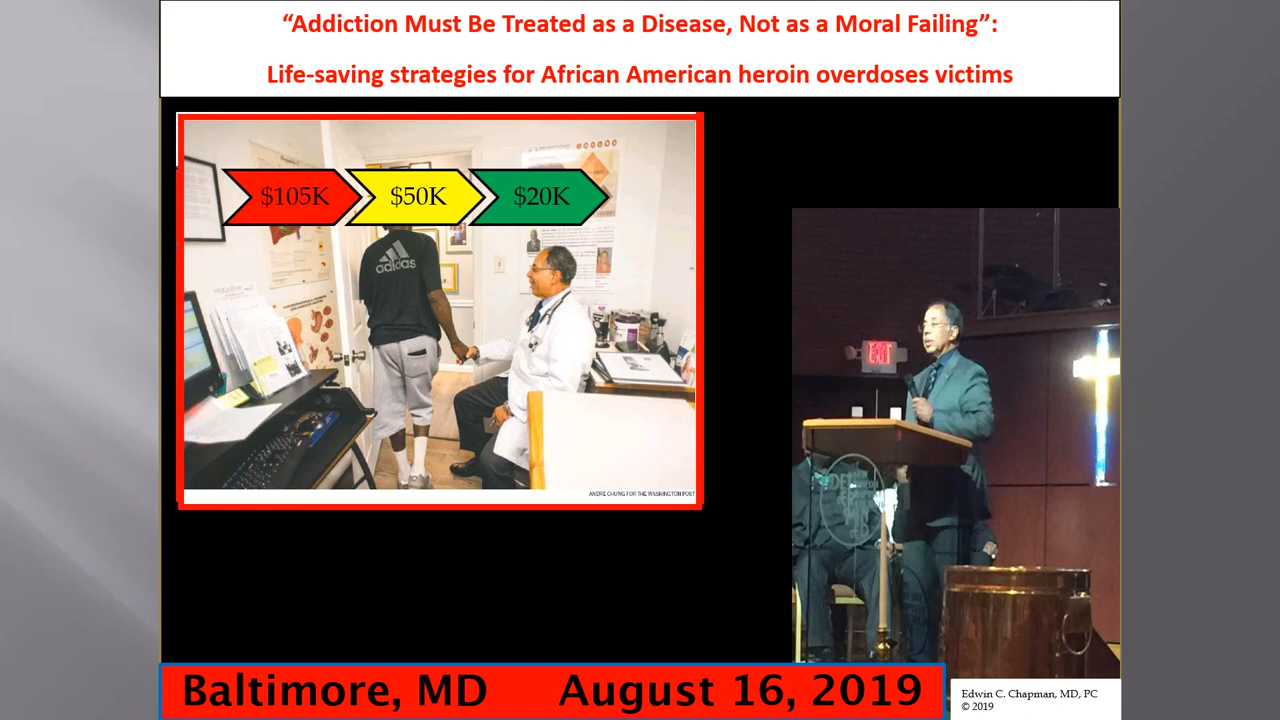 “Addiction Must Be Treated as a Disease, Not as a Moral Failing”:
Life-saving strategies for African American heroin overdoses victims
$105K
$50K
$20K
adidas
EXIT
ANDRE CHUNG FOR THE WASHINGTON POST
Baltimore, MD August 16, 2019
Edwin C. Chapman, MD, PC
© 2019